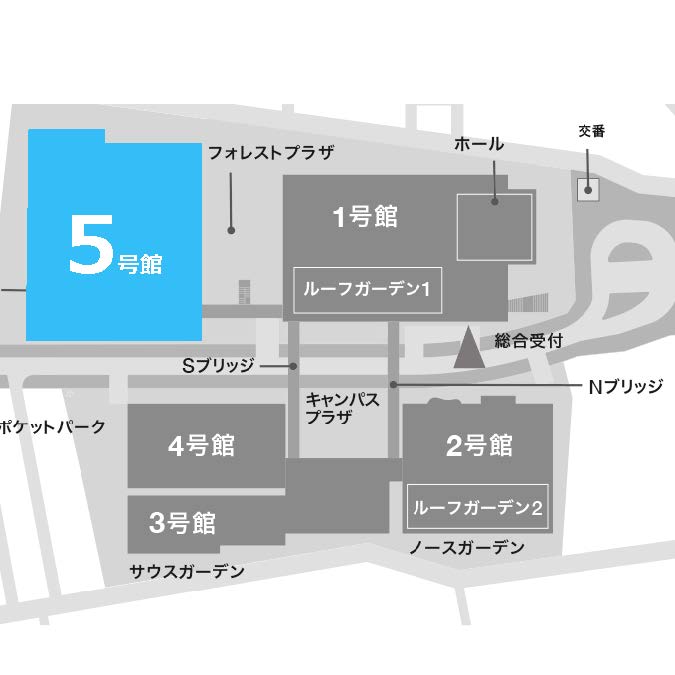 交番
ホール
フォレストプラザ
1号館
5号館
ルーフガーデン1
総合受付
Sブリッジ
Nブリッジ
キャンパス
プラザ
ポケットパーク
4号館
2号館
ルーフガーデン2
3号館
ノースガーデン
サウスガーデン